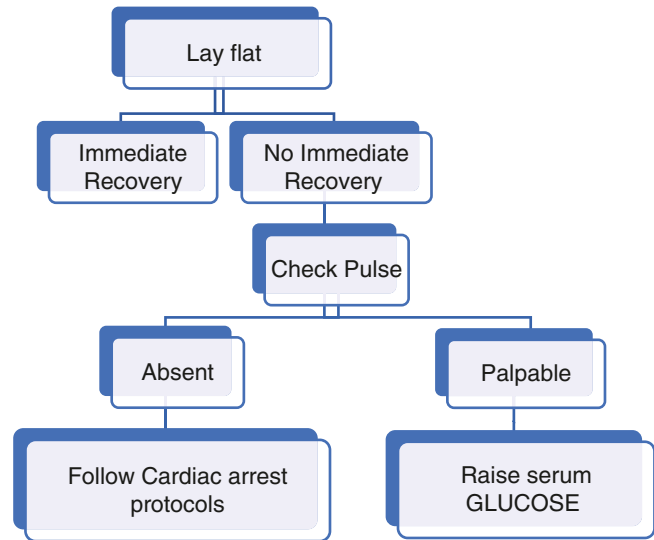 Lay flat
Immediate
Recovery
No Immediate
Recovery
Check Pulse
Absent
Palpable
Follow Cardiac arrest
protocols
Raise serum
GLUCOSE